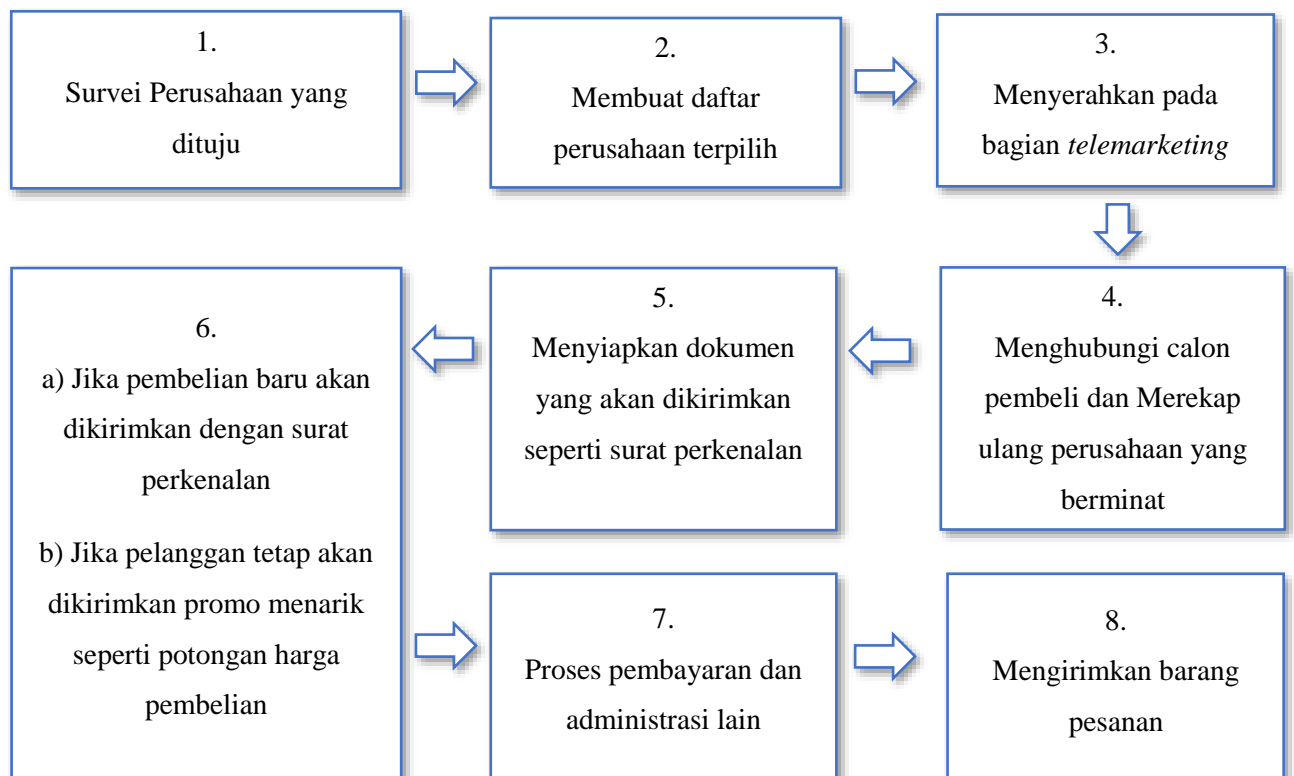 1.
Survei Perusahaan yang
dituju
2.
Membuat daftar
perusahaan terpilih
3.
Menyerahkan pada
bagian telemarketing
4.
Menghubungi calon
pembeli dan Merekap
ulang perusahaan yang
berminat
5.
Menyiapkan dokumen
yang akan dikirimkan
seperti surat perkenalan
6.
a) Jika pembelian baru akan
dikirimkan dengan surat
perkenalan
b) Jika pelanggan tetap akan
dikirimkan promo menarik
seperti potongan harga
pembelian
7.
Proses pembayaran dan
administrasi lain
8.
Mengirimkan barang
pesanan